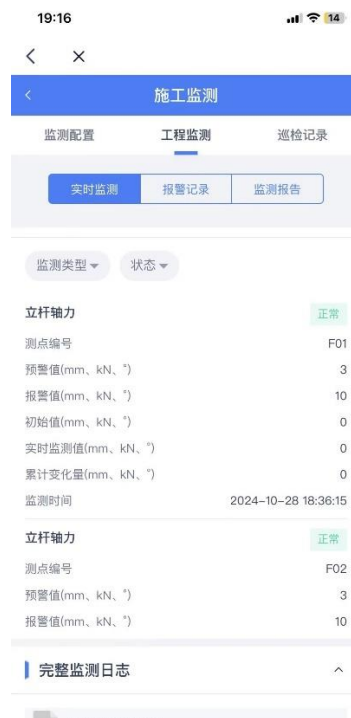 19:16
14
施工监测
监测配置 工程监测 巡检记录
实时监测 报警记录 监测报告
监测类型 状态
立杆轴力 正常
测点编号 F01
预警值(mm、kN、°) 3
报警值(mm、kN、°) 10
初始值(mm、kN、°) 0
实时监测值(mm、kN、°) 0
累计变化量(mm、kN、°) 0
监测时间 2024-10-28 18:36:15
立杆轴力 正常
测点编号 F02
预警值(mm、kN、°) 3
报警值(mm、kN、°) 10
完整监测日志